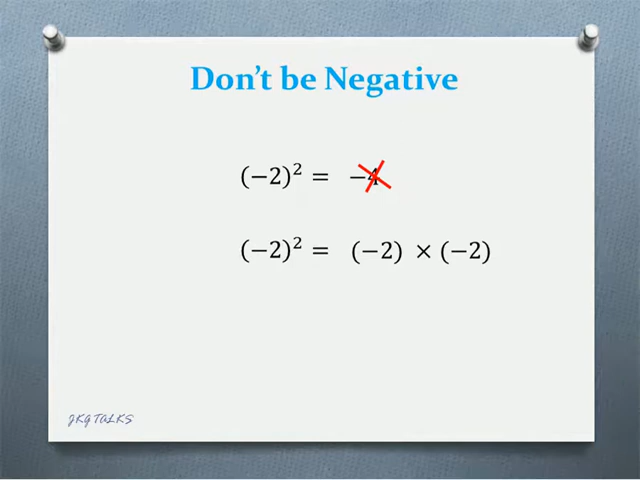 Don't be Negative
(−2)² = −4
(−2)² = (−2) × (−2)
JKG TALKS